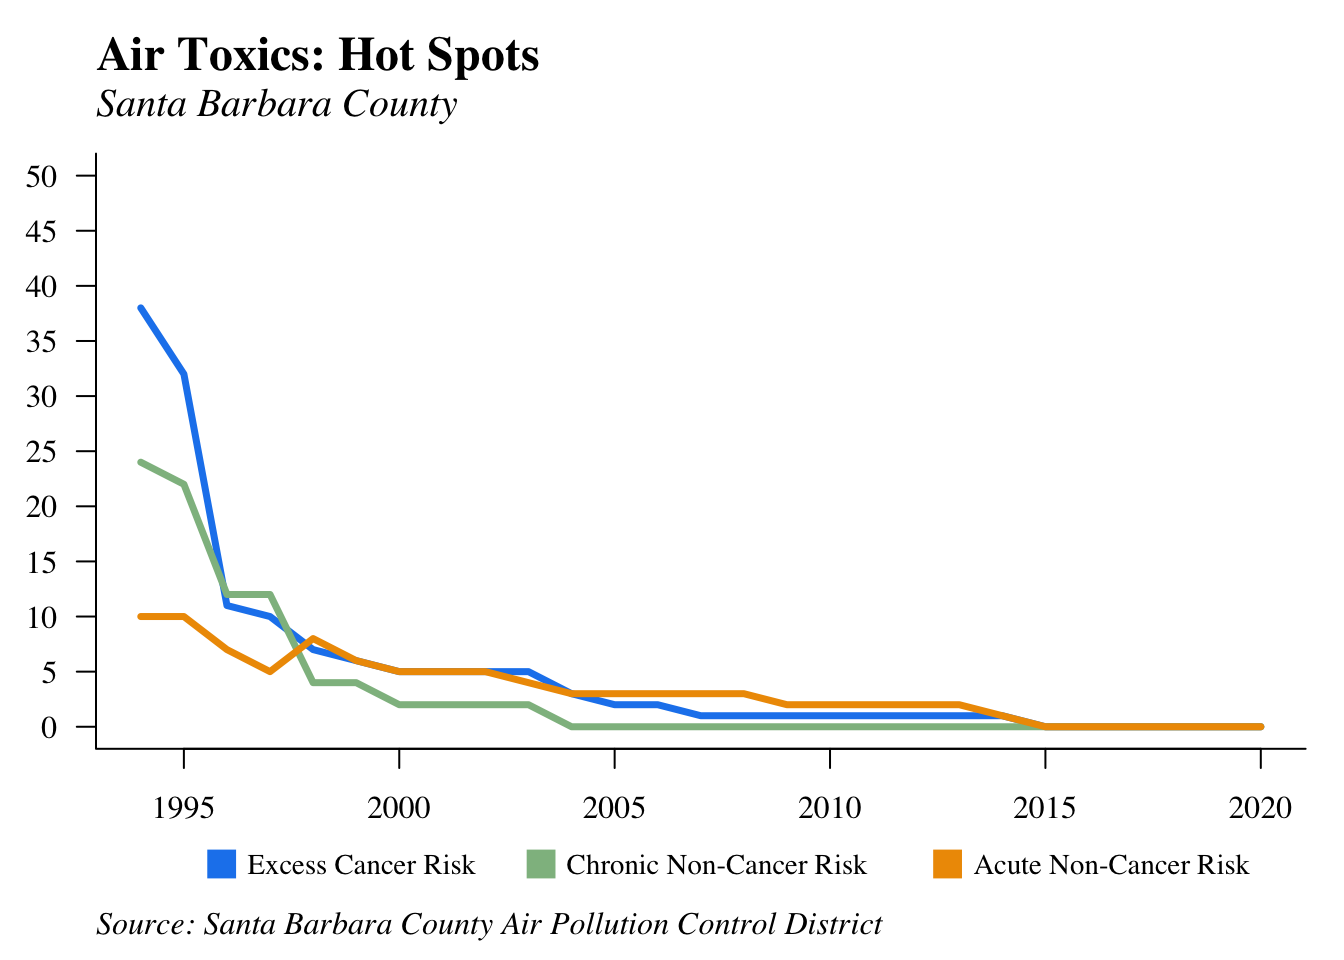 Air Toxics: Hot Spots
Santa Barbara County
50
45
40
35
30
25
20
15
10
5
0
1995 2000 2005 2010 2015 2020
Excess Cancer Risk Chronic Non-Cancer Risk Acute Non-Cancer Risk
Source: Santa Barbara County Air Pollution Control District